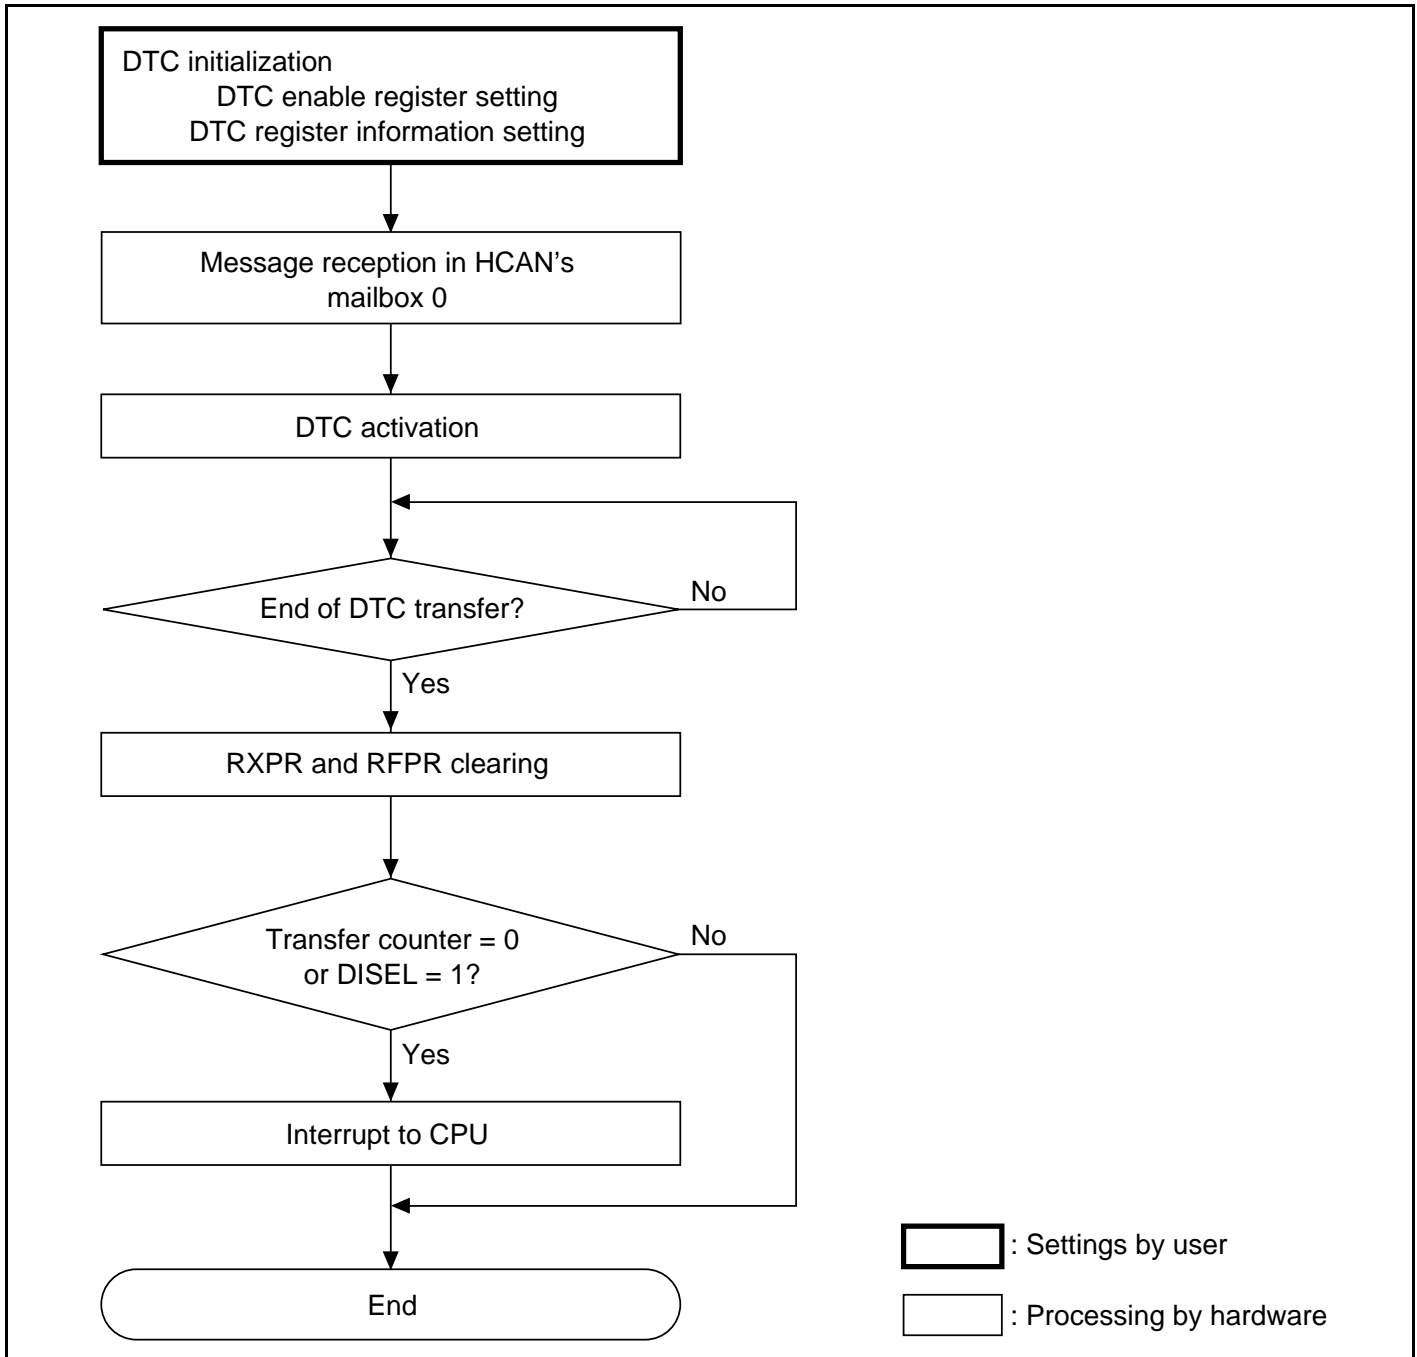 DTC initialization
DTC enable register setting
DTC register information setting
Message reception in HCAN's
mailbox 0
DTC activation
End of DTC transfer?
No
Yes
RXPR and RFPR clearing
Transfer counter = 0
or DISEL = 1?
No
Yes
Interrupt to CPU
End
: Settings by user
: Processing by hardware